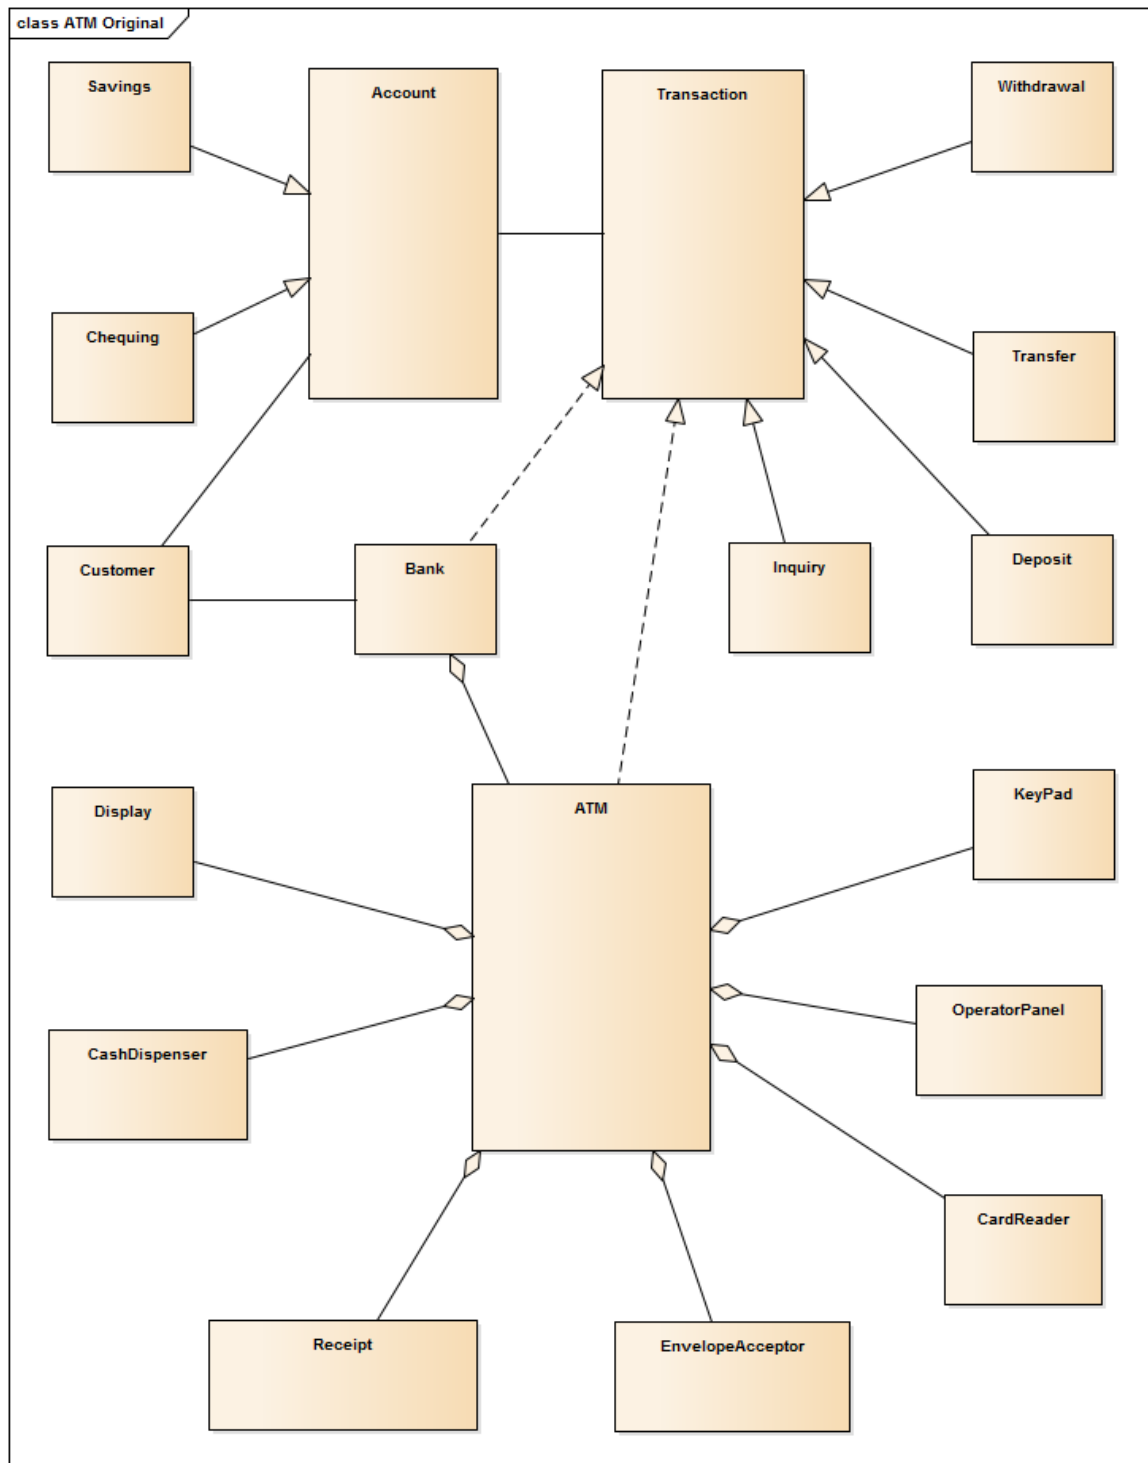 class ATM Original
Savings
Account
Transaction
Withdrawal
Chequing
Transfer
Customer
Bank
Inquiry
Deposit
Display
ATM
KeyPad
CashDispenser
OperatorPanel
CardReader
Receipt
EnvelopeAcceptor